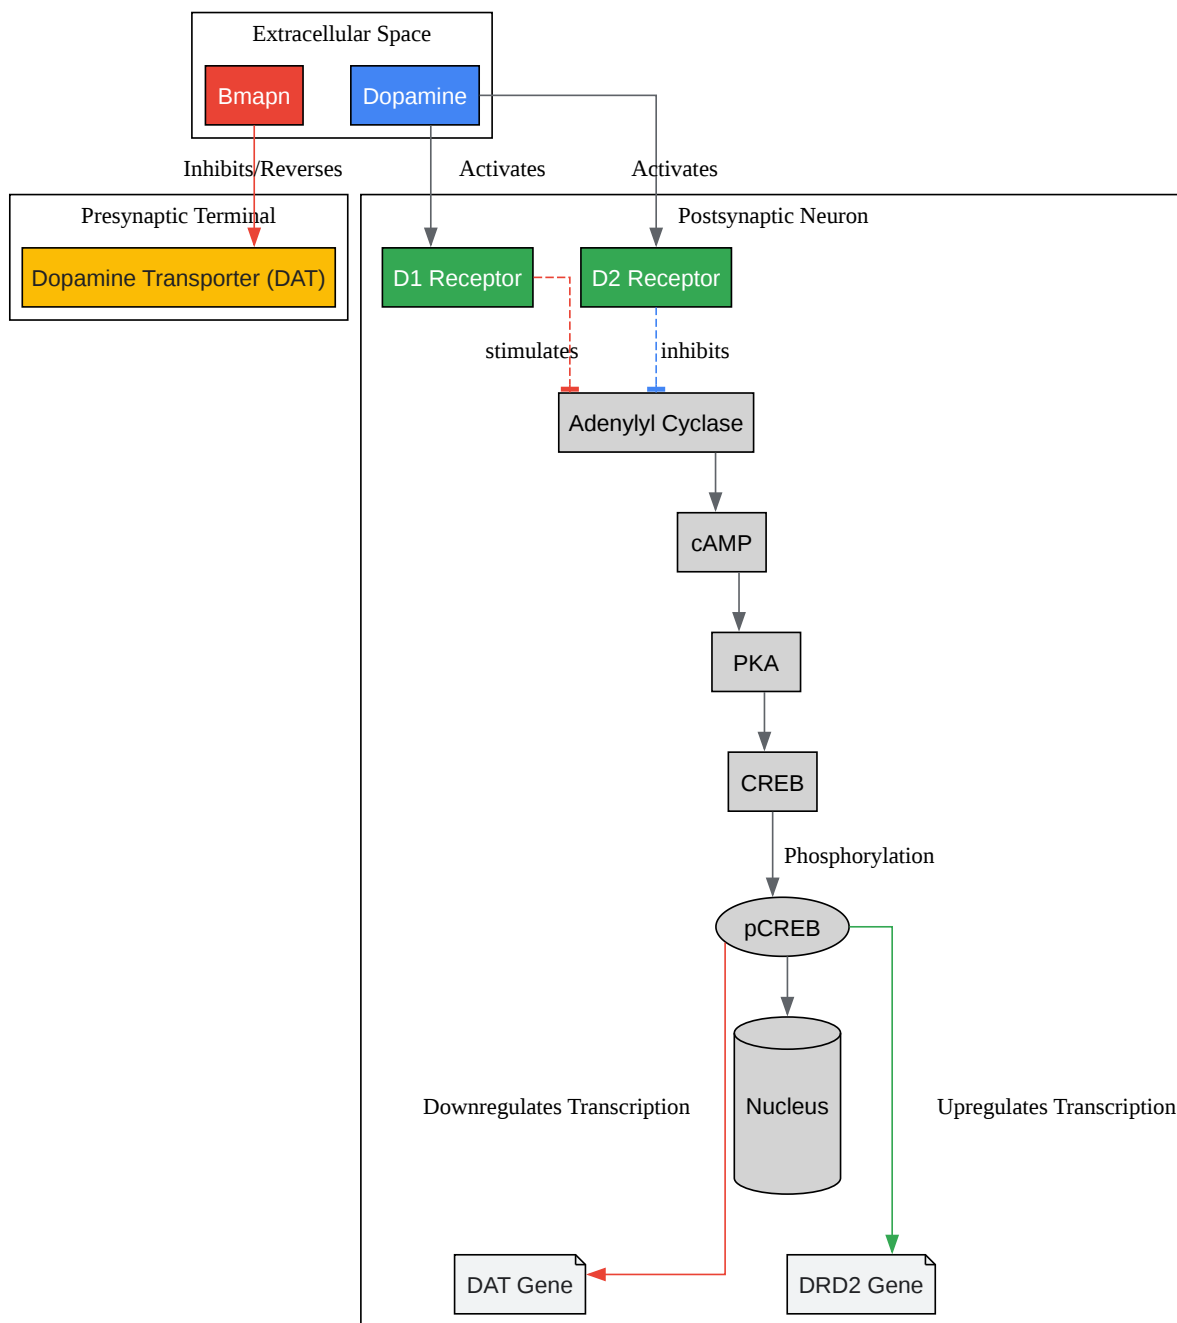 Extracellular Space
Bmapn
Dopamine
Inhibits/Reverses
Activates
Activates
Presynaptic Terminal
Postsynaptic Neuron
Dopamine Transporter (DAT)
D1 Receptor
D2 Receptor
stimulates
inhibits
Adenylyl Cyclase
cAMP
PKA
CREB
Phosphorylation
pCREB
Downregulates Transcription
Nucleus
Upregulates Transcription
DAT Gene
DRD2 Gene